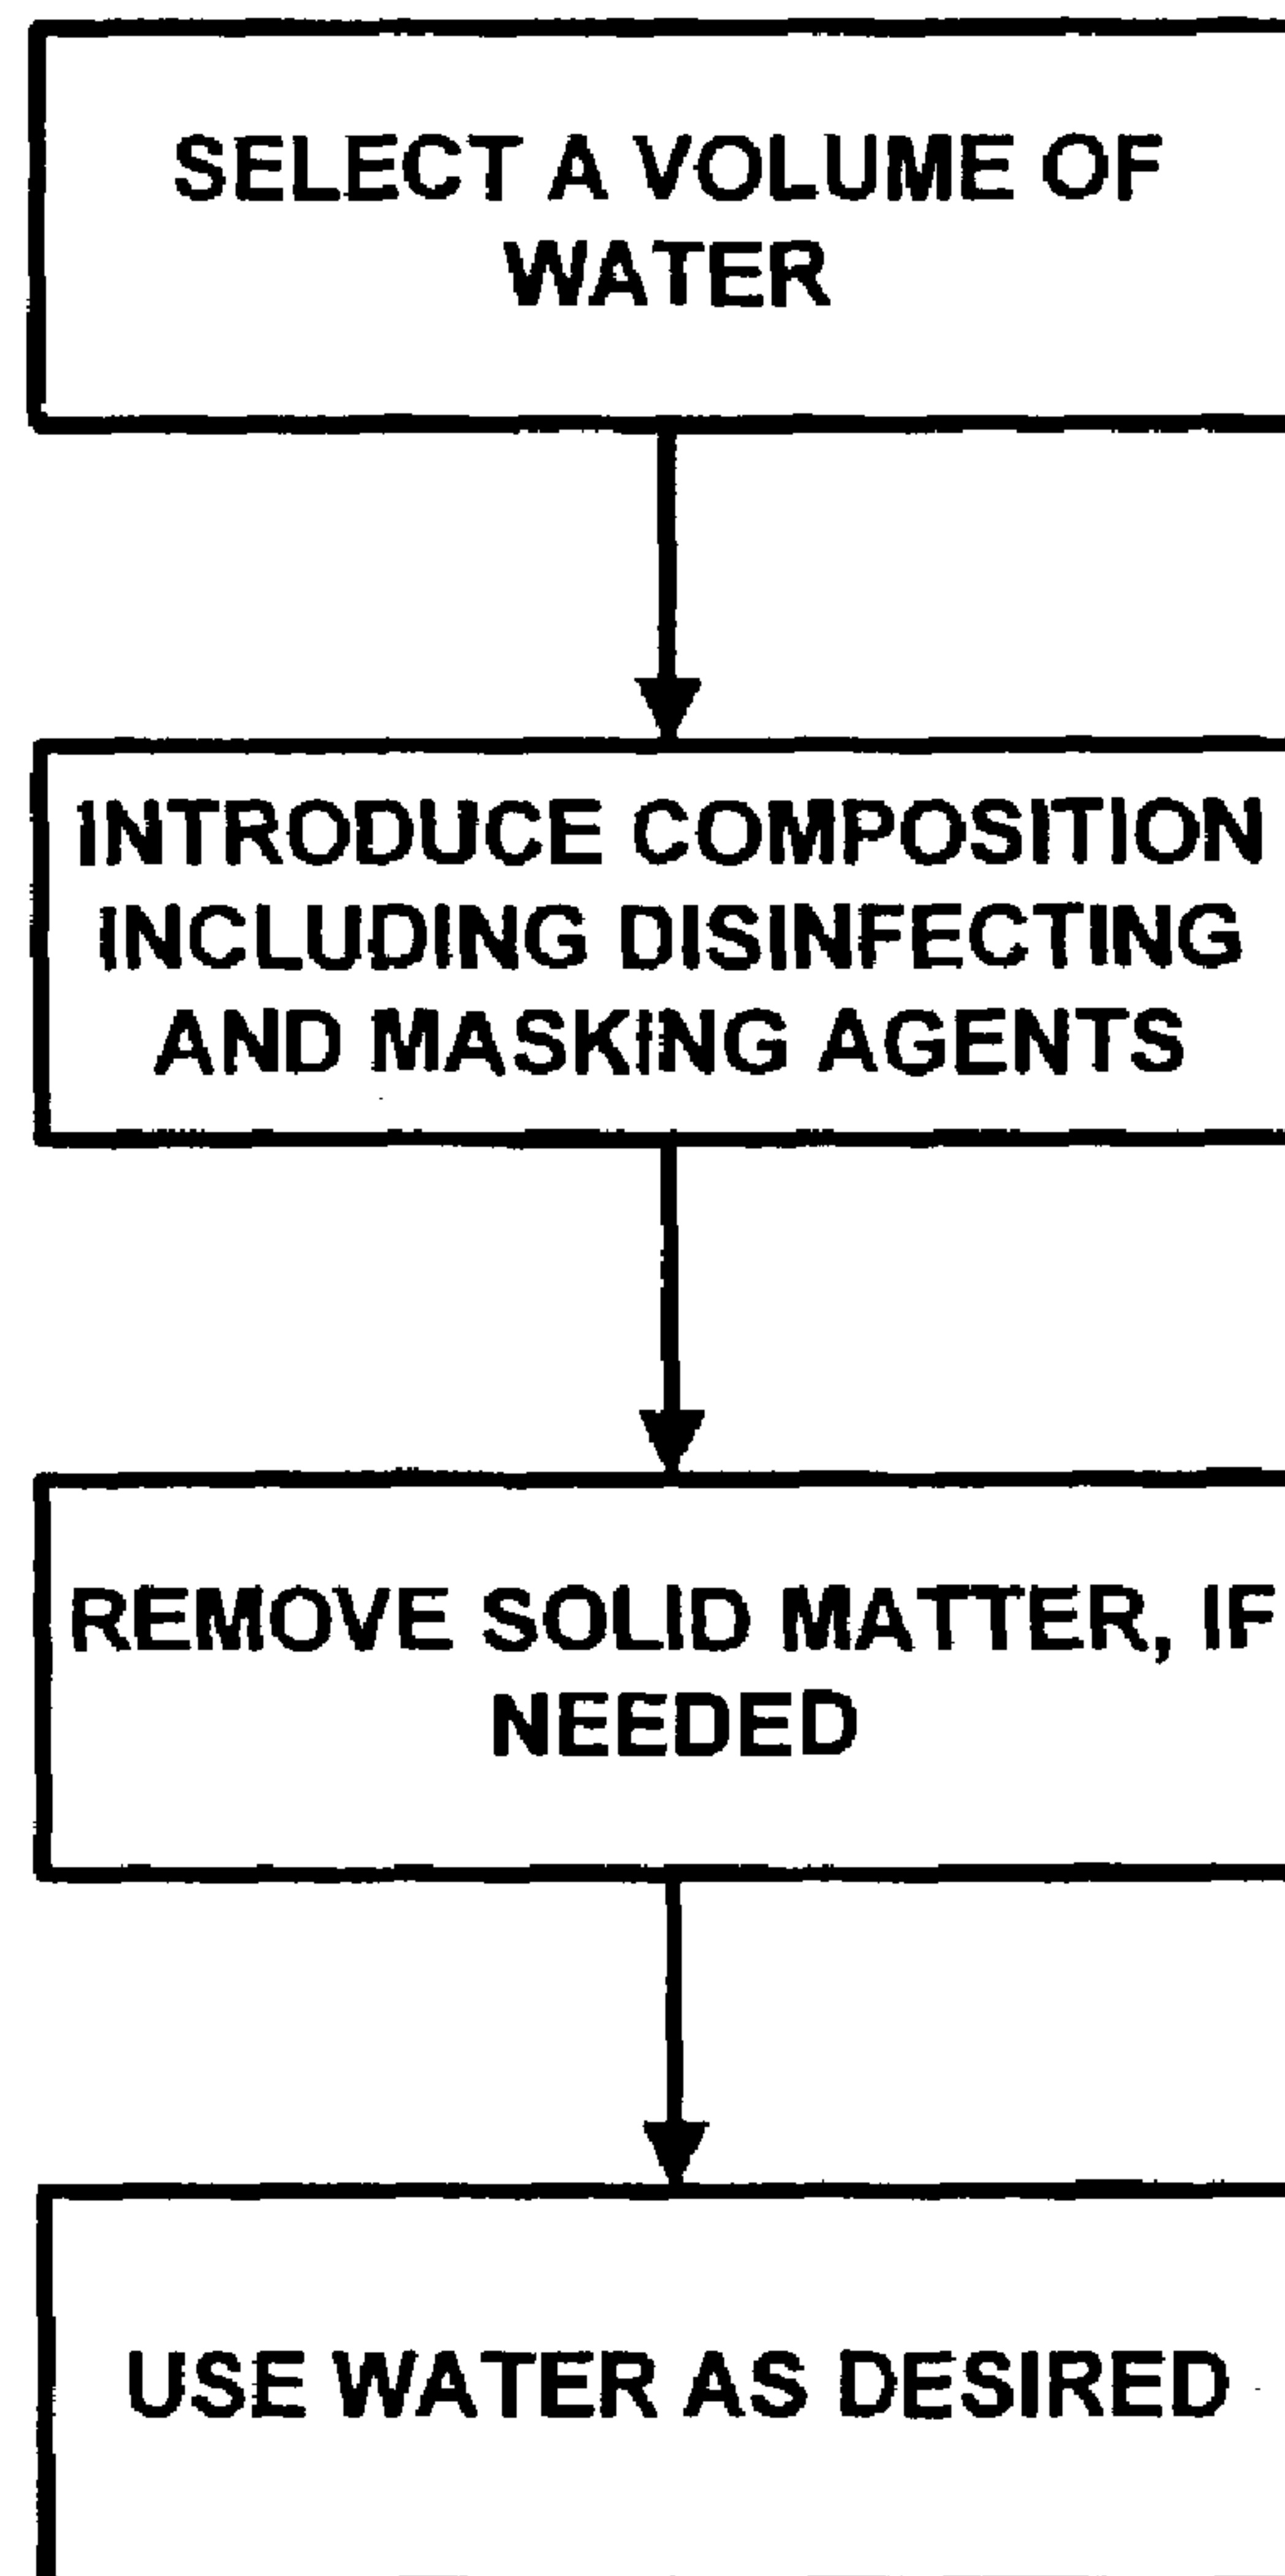 SELECT A VOLUME OF
WATER
INTRODUCE COMPOSITION
INCLUDING DISINFECTING
AND MASKING AGENTS
REMOVE SOLID MATTER, IF
NEEDED
USE WATER AS DESIRED